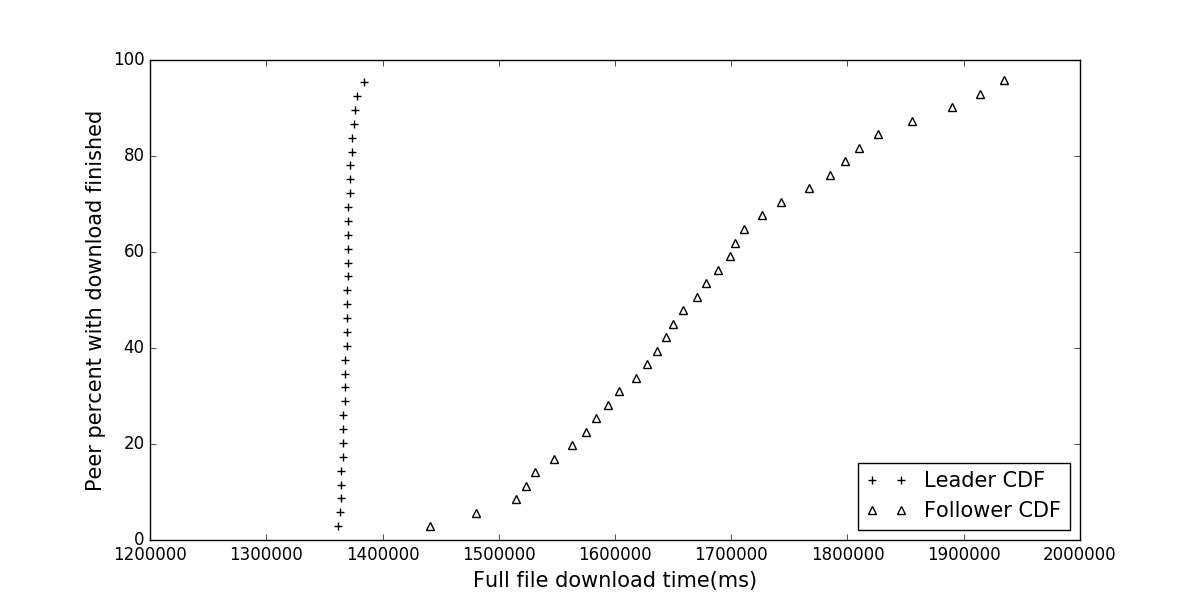 100
80
60
40
20
0
Peer percent with download finished
1200000 1300000 1400000 1500000 1600000 1700000 1800000 1900000 2000000
Full file download time(ms)
Leader CDF
Follower CDF